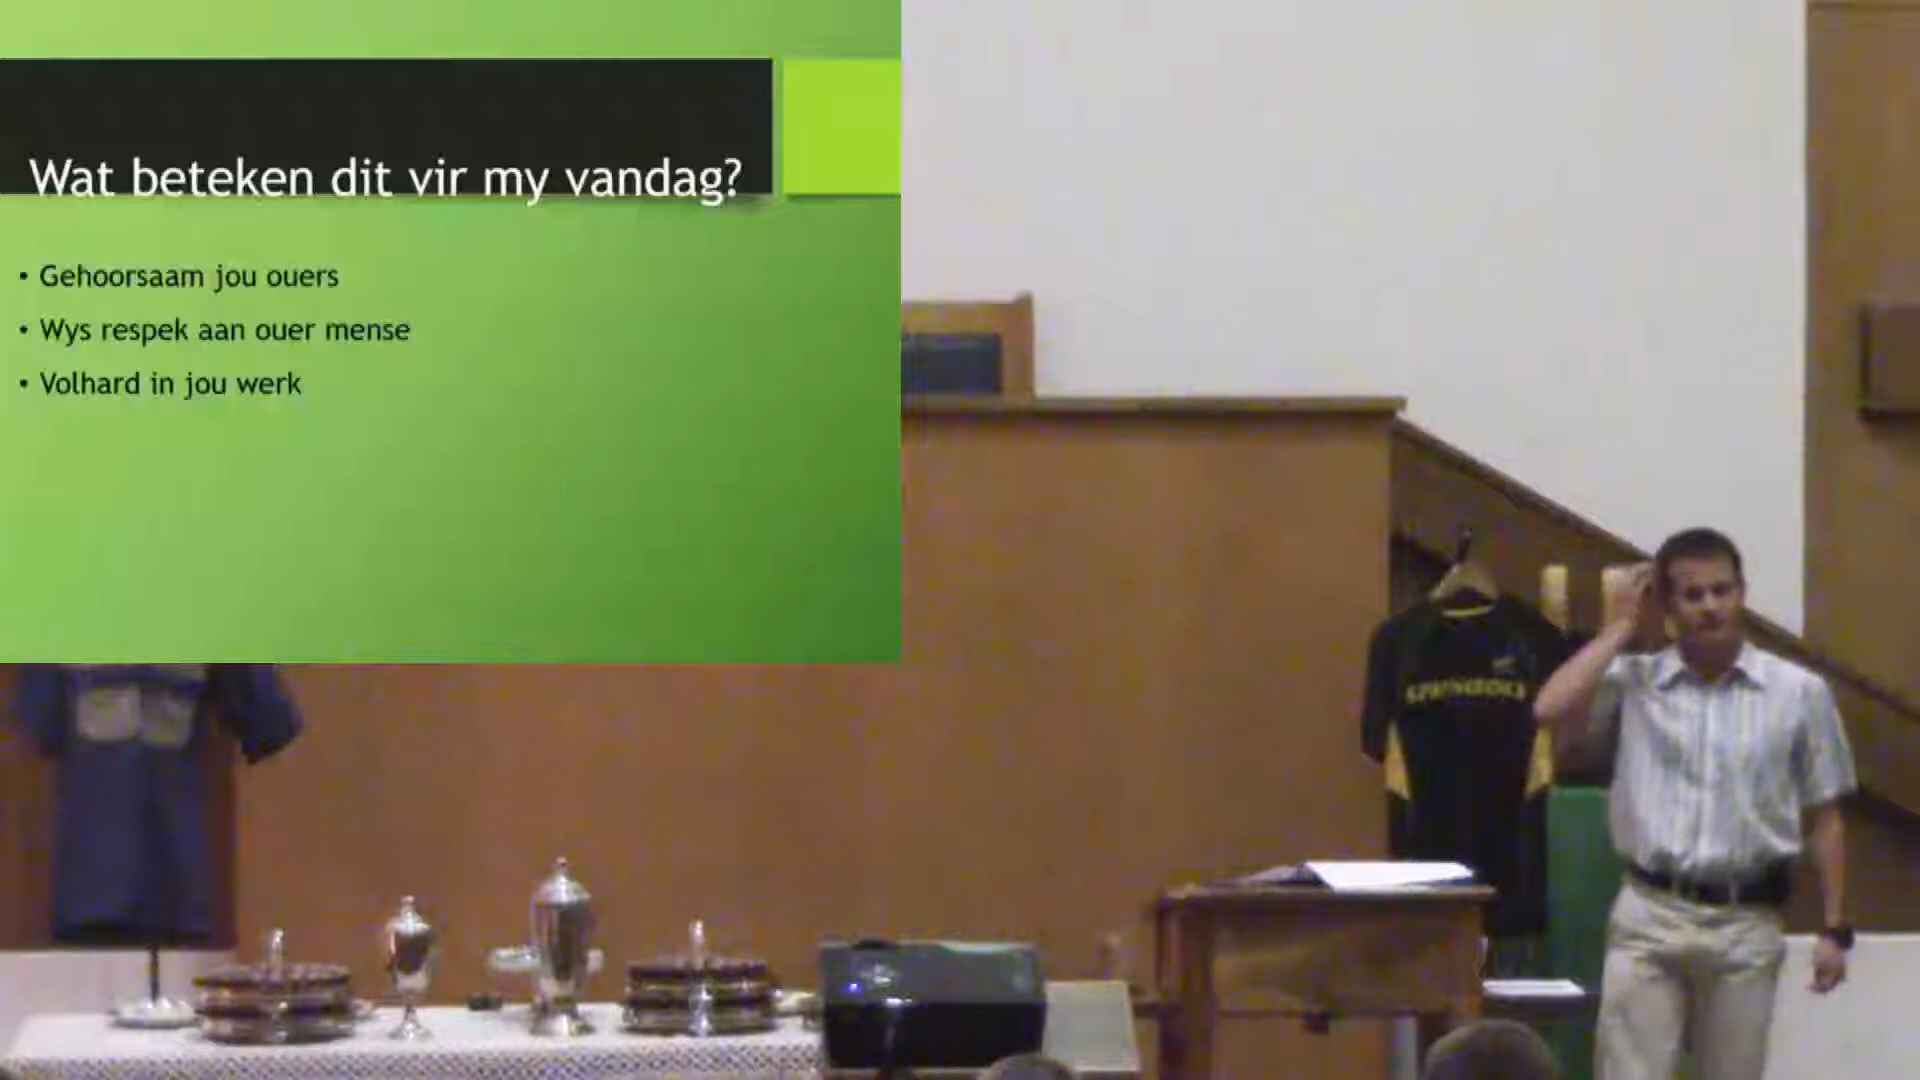 Wat beteken dit vir my vandag?
• Gehoorsaam jou ouers
• Wys respek aan ouer mense
• Volhard in jou werk
SPRINGBOKS